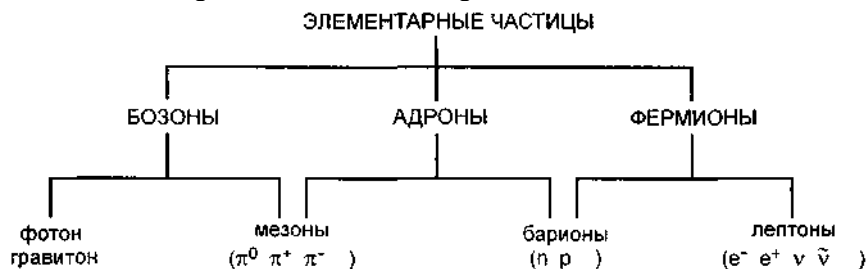 ЭЛЕМЕНТАРНЫЕ ЧАСТИЦЫ
БОЗОНЫ АДРОНЫ ФЕРМИОНЫ
фотон мезоны барионы лептоны
гравитон (π⁰ π⁺ π⁻ ) (n p ) (e⁻ e⁺ ν ν̃ )